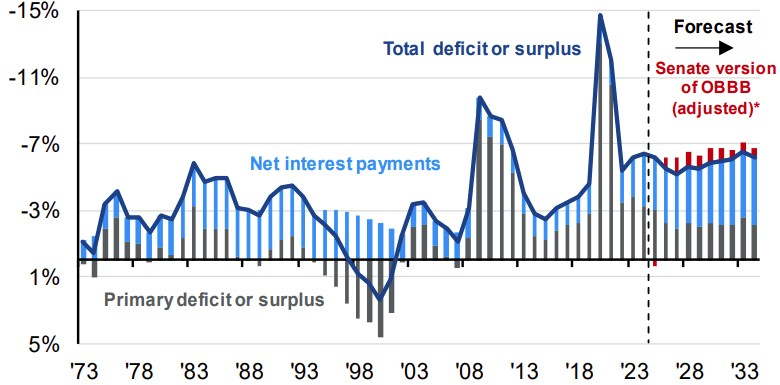 -15%
Forecast
Total deficit or surplus
Senate version
of OBBB
(adjusted)*
-11%
-7%
Net interest payments
-3%
1%
Primary deficit or surplus
5%
'73 '78 '83 '88 '93 '98 '03 '08 '13 '18 '23 '28 '33